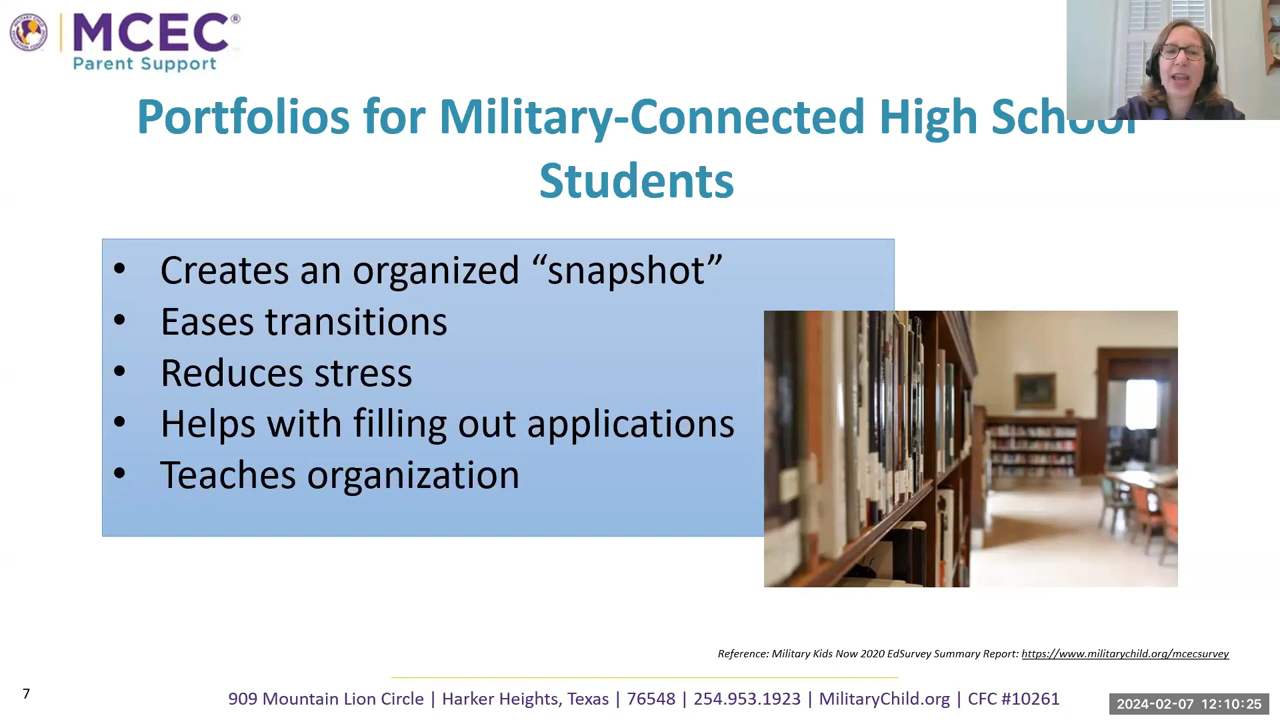 MCEC®
Parent Support
Portfolios for Military-Connected High School
Students
• Creates an organized “snapshot”
• Eases transitions
• Reduces stress
• Helps with filling out applications
• Teaches organization
Reference: Military Kids Now 2020 EdSurvey Summary Report: https://www.militarychild.org/mcecsurvey
7
909 Mountain Lion Circle | Harker Heights, Texas | 76548 | 254.953.1923 | MilitaryChild.org | CFC #10261
2024-02-07 12:10:25